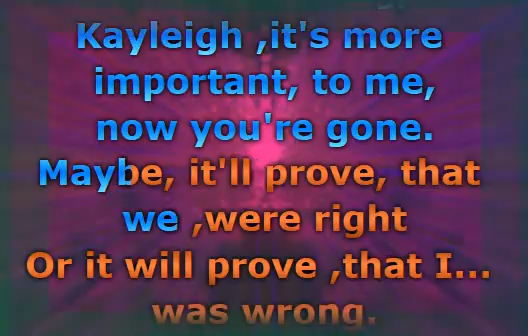 Kayleigh ,it's more
important, to me,
now you're gone.
Maybe, it'll prove, that
we ,were right
Or it will prove ,that I...
was wrong.